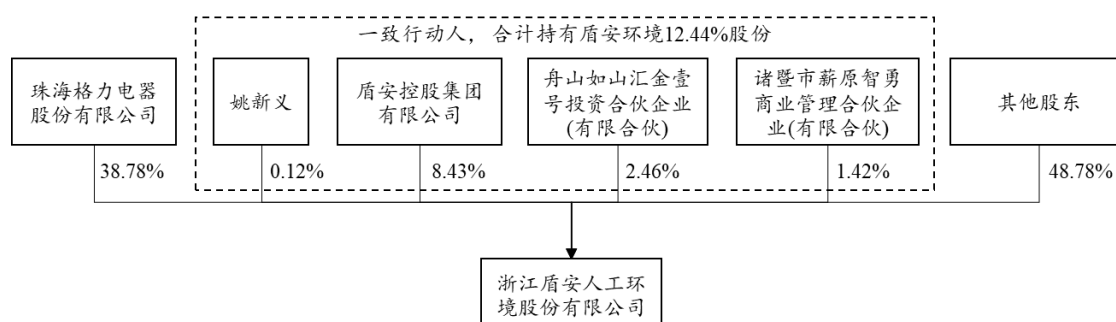 一致行动人，合计持有盾安环境12.44%股份
珠海格力电器
股份有限公司
姚新义
盾安控股集团
有限公司
舟山如山汇金壹
号投资合伙企业
(有限合伙)
诸暨市薪原智勇
商业管理合伙企
业(有限合伙)
其他股东
38.78%
0.12%
8.43%
2.46%
1.42%
48.78%
浙江盾安人工环
境股份有限公司